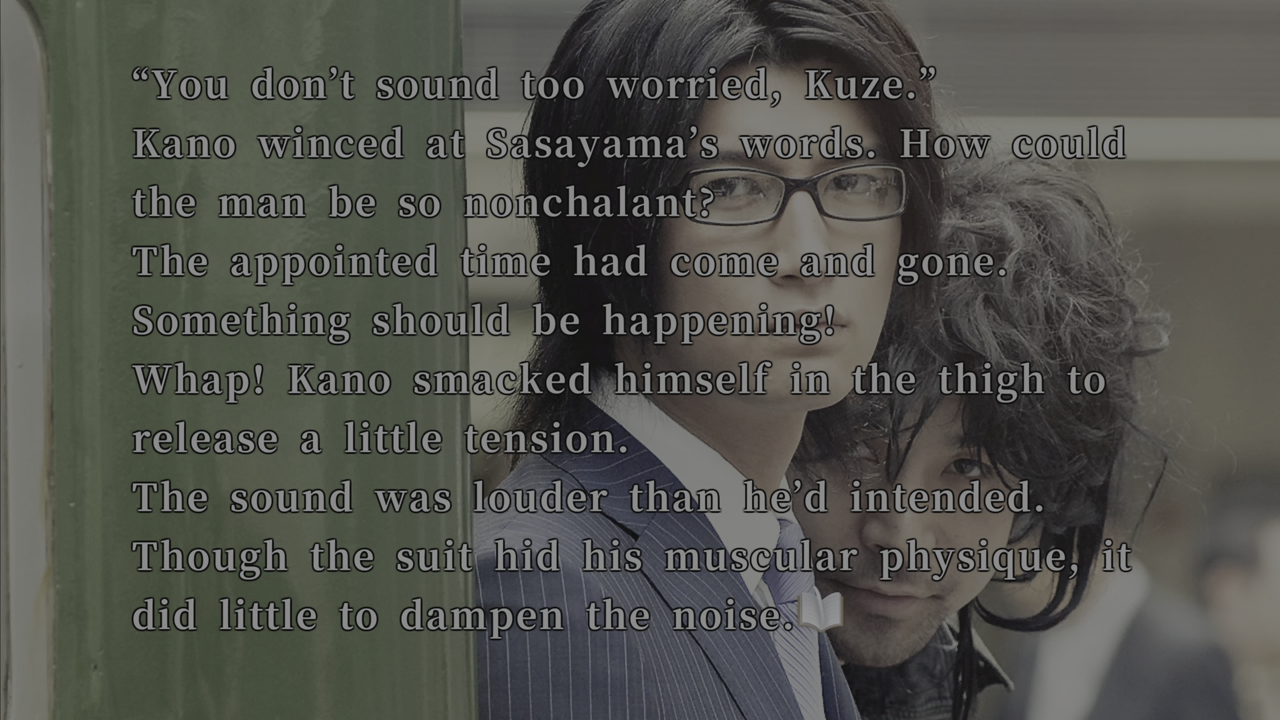 “You don’t sound too worried, Kuze.”
Kano winced at Sasayama’s words. How could
the man be so nonchalant?
The appointed time had come and gone.
Something should be happening!
Whap! Kano smacked himself in the thigh to
release a little tension.
The sound was louder than he’d intended.
Though the suit hid his muscular physique, it
did little to dampen the noise.